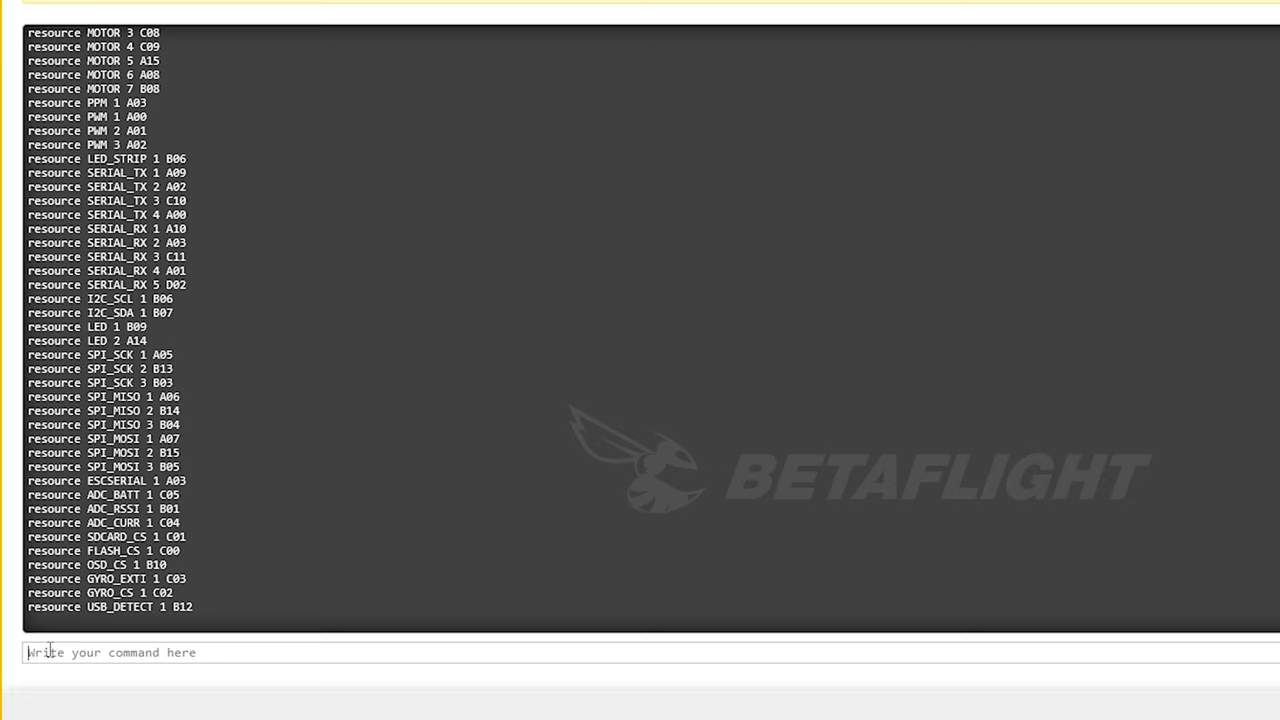 resource MOTOR 3 C08
resource MOTOR 4 C09
resource MOTOR 5 A15
resource MOTOR 6 A08
resource MOTOR 7 B08
resource PPM 1 A03
resource PWM 1 A00
resource PWM 2 A01
resource PWM 3 A02
resource LED_STRIP 1 B06
resource SERIAL_TX 1 A09
resource SERIAL_TX 2 A02
resource SERIAL_TX 3 C10
resource SERIAL_TX 4 A00
resource SERIAL_RX 1 A10
resource SERIAL_RX 2 A03
resource SERIAL_RX 3 C11
resource SERIAL_RX 4 A01
resource SERIAL_RX 5 D02
resource I2C_SCL 1 B06
resource I2C_SDA 1 B07
resource LED 1 B09
resource LED 2 A14
resource SPI_SCK 1 A05
resource SPI_SCK 2 B13
resource SPI_SCK 3 B03
resource SPI_MISO 1 A06
resource SPI_MISO 2 B14
resource SPI_MISO 3 B04
resource SPI_MOSI 1 A07
resource SPI_MOSI 2 B15
resource SPI_MOSI 3 B05
resource ESCSERIAL 1 A03
resource ADC_BATT 1 C05
resource ADC_RSSI 1 B01
resource ADC_CURR 1 C04
resource SDCARD_CS 1 C01
resource FLASH_CS 1 C00
resource OSD_CS 1 B10
resource GYRO_EXTI 1 C03
resource GYRO_CS 1 C02
resource USB_DETECT 1 B12
BETAFLIGHT
Write your command here